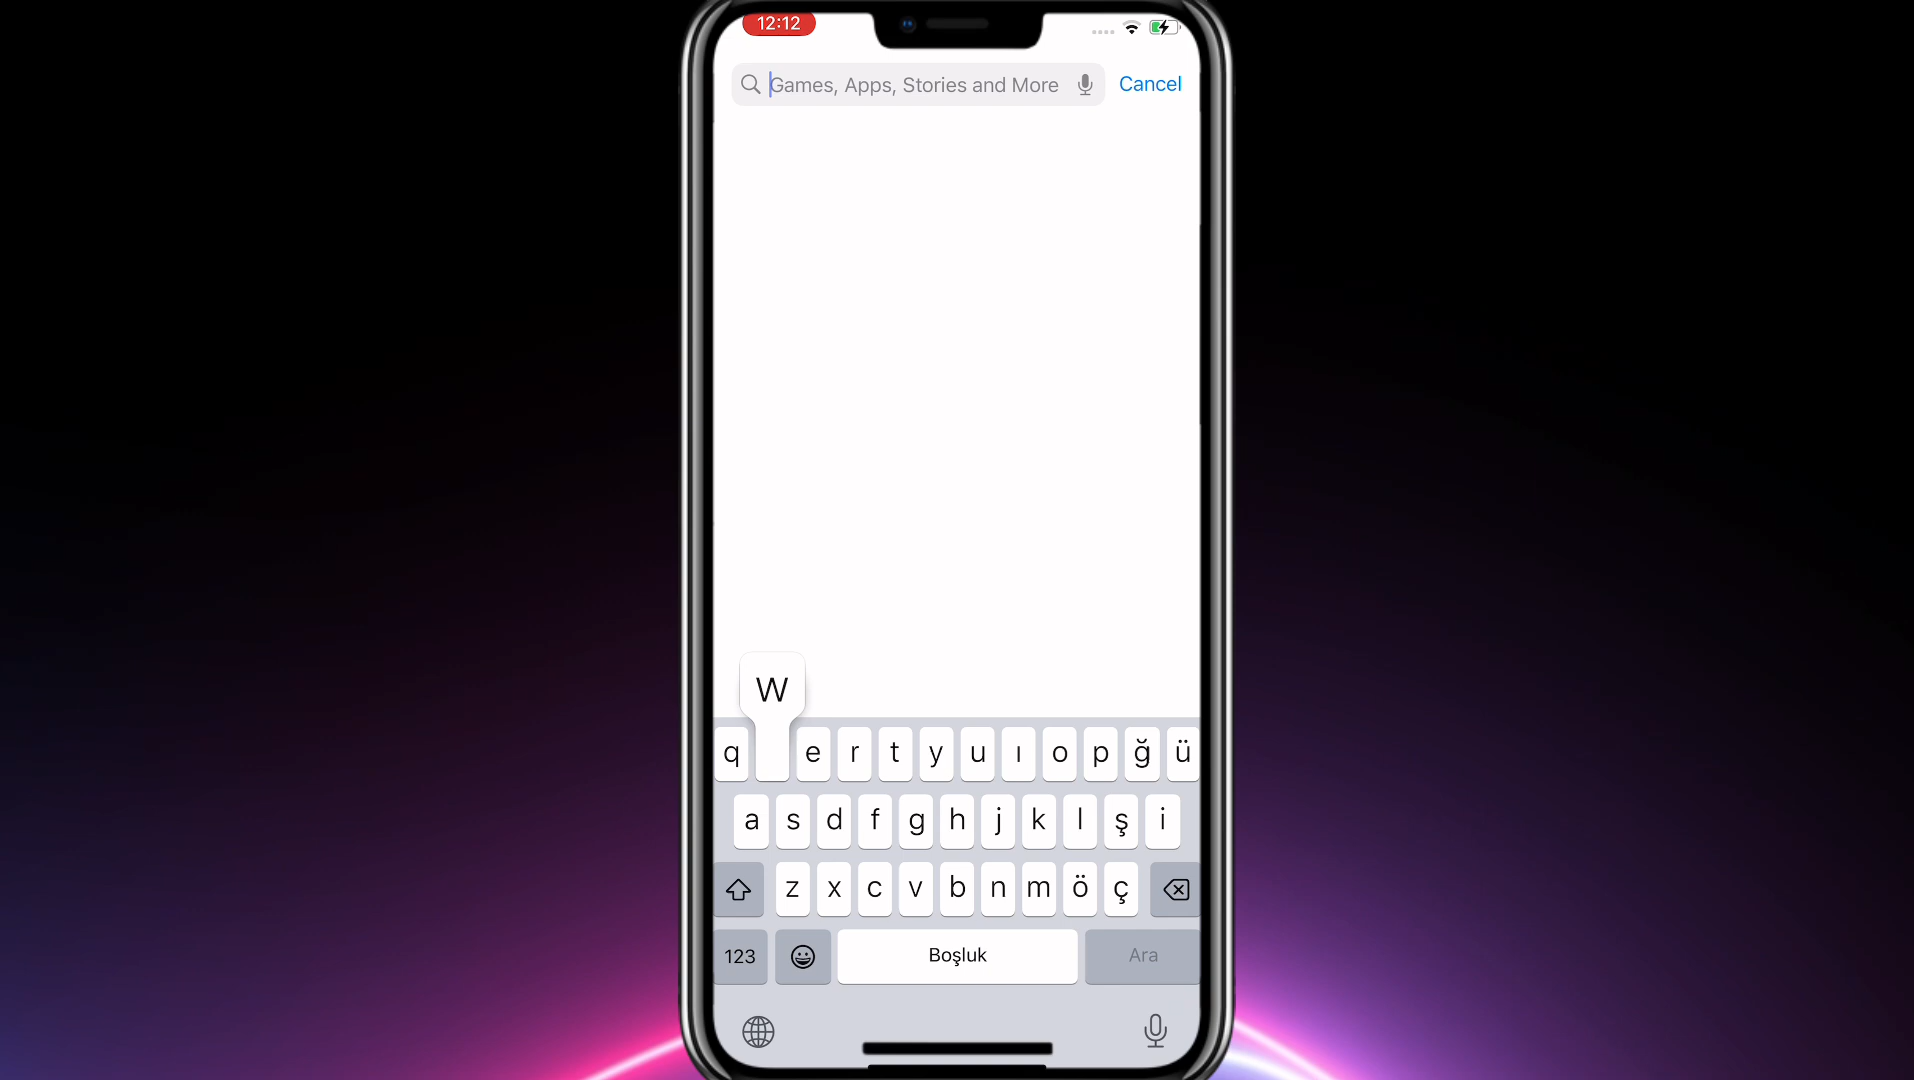 12:12
Games, Apps, Stories and More Cancel
W
q e r t y u ı o p ğ ü
a s d f g h j k l ş i
z x c v b n m ö ç
123 Boşluk Ara